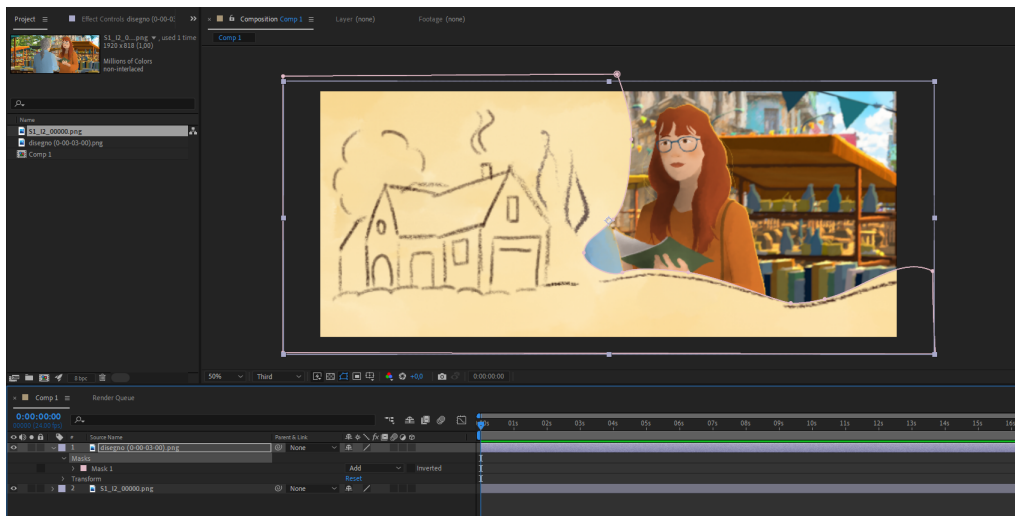 Project
Effect Controls disegno (0-00-0
Composition Comp 1
Layer (none)
Footage (none)
Comp 1
S1_I2_0....png , used 1 time
1920 x 818 (1,00)
Millions of Colors
non-interlaced
Name
S1_I2_00000.png
disegno (0-00-03-00).png
Comp 1
8 bpc
50%
Third
+0,0
0:00:00:00
Comp 1
Render Queue
0:00:00:00
00000 (24.00 fps)
01s 02s 03s 04s 05s 06s 07s 08s 09s 10s 11s 12s 13s 14s 15s 16s
# Source Name
Parent & Link
1 disegno (0-00-03-00).png
None
Masks
Mask 1
Add
Inverted
Transform
Reset
2 S1_I2_00000.png
None